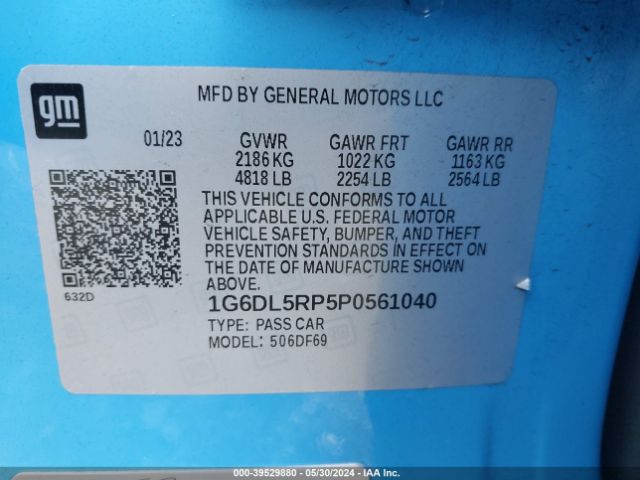 gm
MFD BY GENERAL MOTORS LLC
01/23 GVWR GAWR FRT GAWR RR
2186 KG 1022 KG 1163 KG
4818 LB 2254 LB 2564 LB
THIS VEHICLE CONFORMS TO ALL
APPLICABLE U.S. FEDERAL MOTOR
VEHICLE SAFETY, BUMPER, AND THEFT
PREVENTION STANDARDS IN EFFECT ON
THE DATE OF MANUFACTURE SHOWN
ABOVE.
632D
1G6DL5RP5P0561040
TYPE: PASS CAR
MODEL: 506DF69
000-39529880 - 05/30/2024 - IAA Inc.